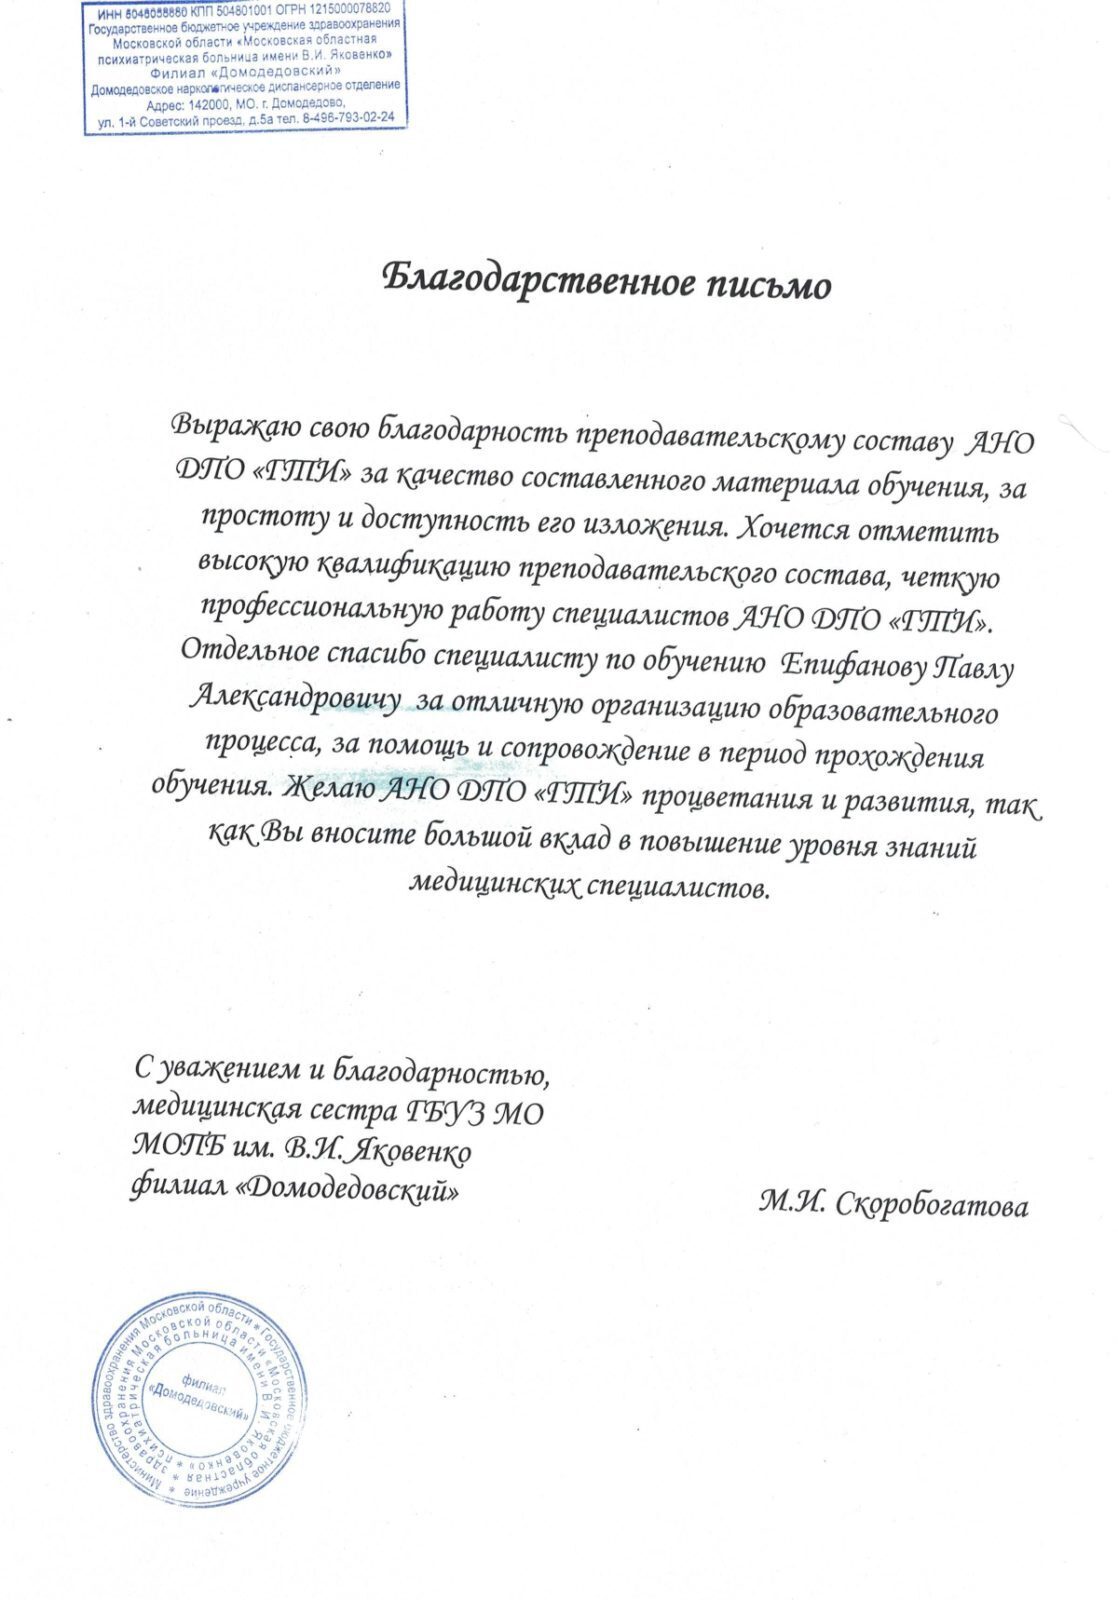 ИНН 5048058880 КПП 504801001 ОГРН 1215000078820
Государственное бюджетное учреждение здравоохранения
Московской области «Московская областная
психиатрическая больница имени В.И. Яковенко»
Филиал «Домодедовский»
Домодедовское наркологическое диспансерное отделение
Адрес: 142000, МО. г. Домодедово,
ул. 1-й Советский проезд, д.5а тел. 8-496-793-02-24
Благодарственное письмо
Выражаю свою благодарность преподавательскому составу АНО
ДПО «ГТИ» за качество составленного материала обучения, за
простоту и доступность его изложения. Хочется отметить
высокую квалификацию преподавательского состава, четкую
профессиональную работу специалистов АНО ДПО «ГТИ».
Отдельное спасибо специалисту по обучению Епифанову Павлу
Александровичу за отличную организацию образовательного
процесса, за помощь и сопровождение в период прохождения
обучения. Желаю АНО ДПО «ГТИ» процветания и развития, так
как Вы вносите большой вклад в повышение уровня знаний
медицинских специалистов.
С уважением и благодарностью,
медицинская сестра ГБУЗ МО
МОПБ им. В.И. Яковенко
филиал «Домодедовский»
М.И. Скоробогатова
Министерство здравоохранения Московской области * Государственное бюджетное учреждение *
здравоохранения Московской области «Московская областная *
психиатрическая больница имени В.И. Яковенко» *
филиал
«Домодедовский»